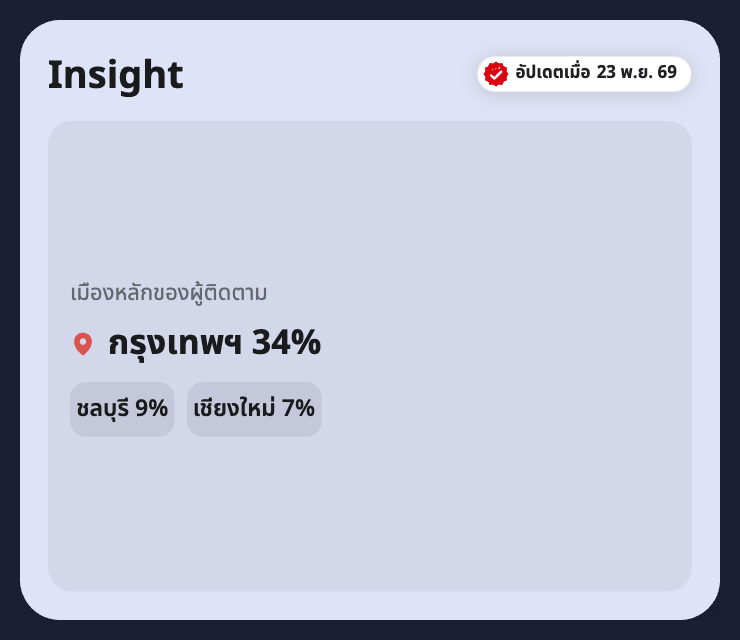 Insight
อัปเดตเมื่อ 23 พ.ย. 69
เมืองหลักของผู้ติดตาม
กรุงเทพฯ 34%
ชลบุรี 9%
เชียงใหม่ 7%